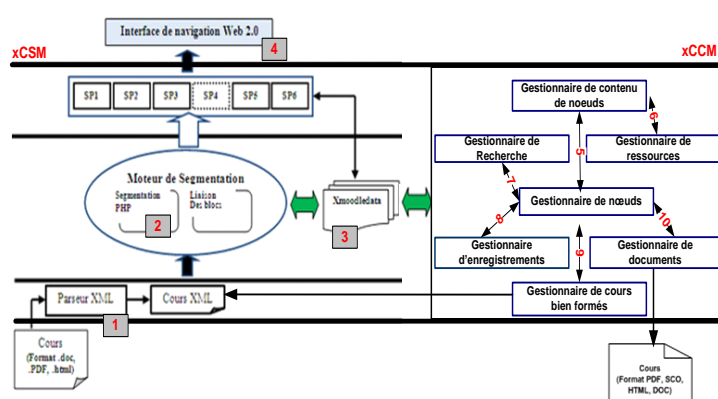 Interface de navigation Web 2.0
4
xCSM
xCCM
SP1 SP2 SP3 SP4 SP5 SP6
Moteur de Segmentation
Segmentation
PHP
Liaison
Des blocs
2
Xmoodledata
3
Parseur XML
Cours XML
1
Cours
(Format .doc,
.PDF, .html)
Gestionnaire de contenu
de noeuds
6
5
Gestionnaire de
Recherche
Gestionnaire de
ressources
7
Gestionnaire de nœuds
8
10
9
Gestionnaire
d'enregistrements
Gestionnaire de
documents
Gestionnaire de cours
bien formés
Cours
(Format PDF, SCO,
HTML, DOC)